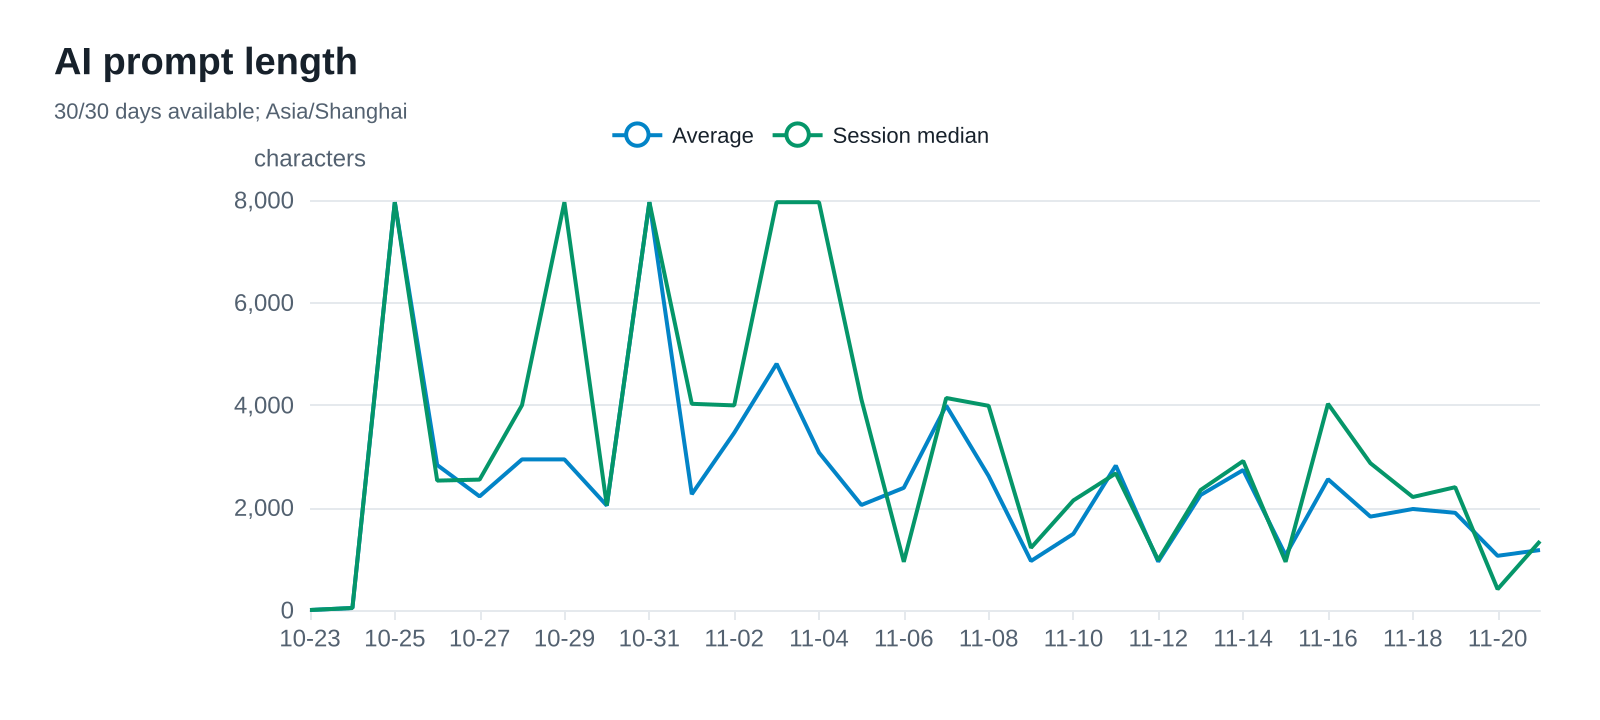 AI prompt length
30/30 days available; Asia/Shanghai
Average Session median
characters
8,000
6,000
4,000
2,000
0
10-23 10-25 10-27 10-29 10-31 11-02 11-04 11-06 11-08 11-10 11-12 11-14 11-16 11-18 11-20